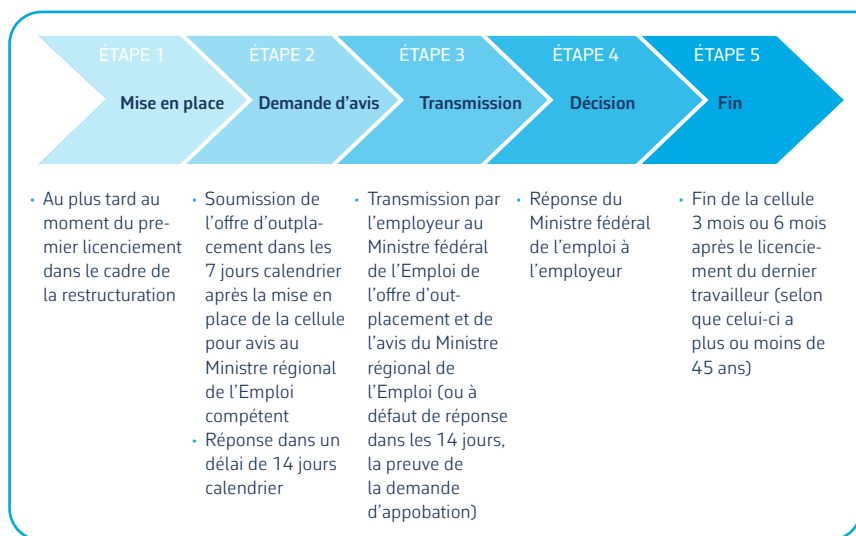 ÉTAPE 1
Mise en place
ÉTAPE 2
Demande d'avis
ÉTAPE 3
Transmission
ÉTAPE 4
Décision
ÉTAPE 5
Fin
• Au plus tard au
moment du pre-
mier licenciement
dans le cadre de
la restructuration
• Soumission de
l'offre d'outpla-
cement dans les
7 jours calendrier
après la mise en
place de la cellule
pour avis au
Ministre régional
de l'Emploi
compétent
• Réponse dans un
délai de 14 jours
calendrier
• Transmission par
l'employeur au
Ministre fédéral
de l'Emploi de
l'offre d'out-
placement et de
l'avis du Ministre
régional de
l'Emploi (ou à
défaut de réponse
dans les 14 jours,
la preuve de
la demande
d'appobation)
• Réponse du
Ministre fédéral
de l'emploi à
l'employeur
• Fin de la cellule
3 mois ou 6 mois
après le licencie-
ment du dernier
travailleur (selon
que celui-ci a
plus ou moins de
45 ans)